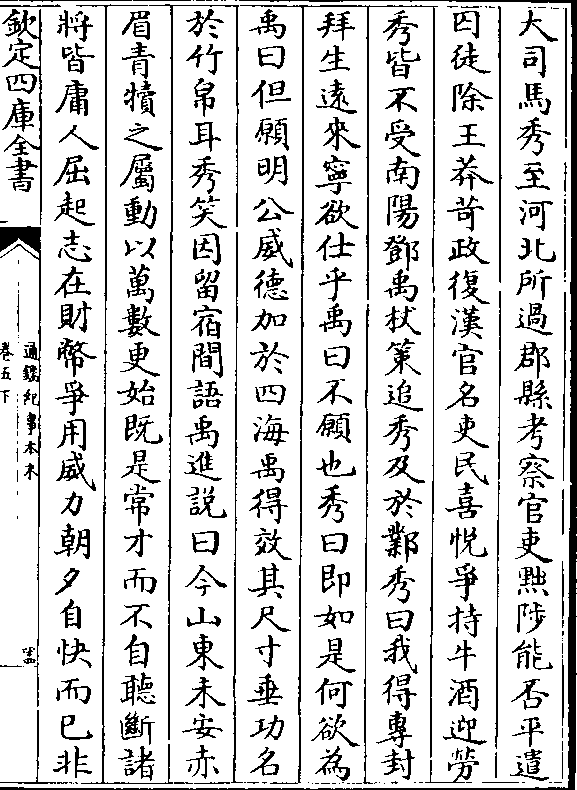 大司馬秀至河北所過郡縣考察官吏黜陟能否平遣
囚徒除王莽苛政復漢官名吏民喜悅爭持牛酒迎勞
秀皆不受南陽鄧禹杖策追秀及於鄴秀曰我得專封
拜生遠來寧欲仕乎禹曰不願也秀曰即如是何欲為
禹曰但願明公威德加於四海禹得效其尺寸垂功名
於竹帛耳秀笑因留宿間語禹進説曰今山東未安赤
眉青犢之屬動以萬數更始既是常才而不自聽斷諸
將皆庸人屈起志在財幣爭用威力朝夕自快而已非
欽定四庫全書
通鑑紀事本末
卷五下